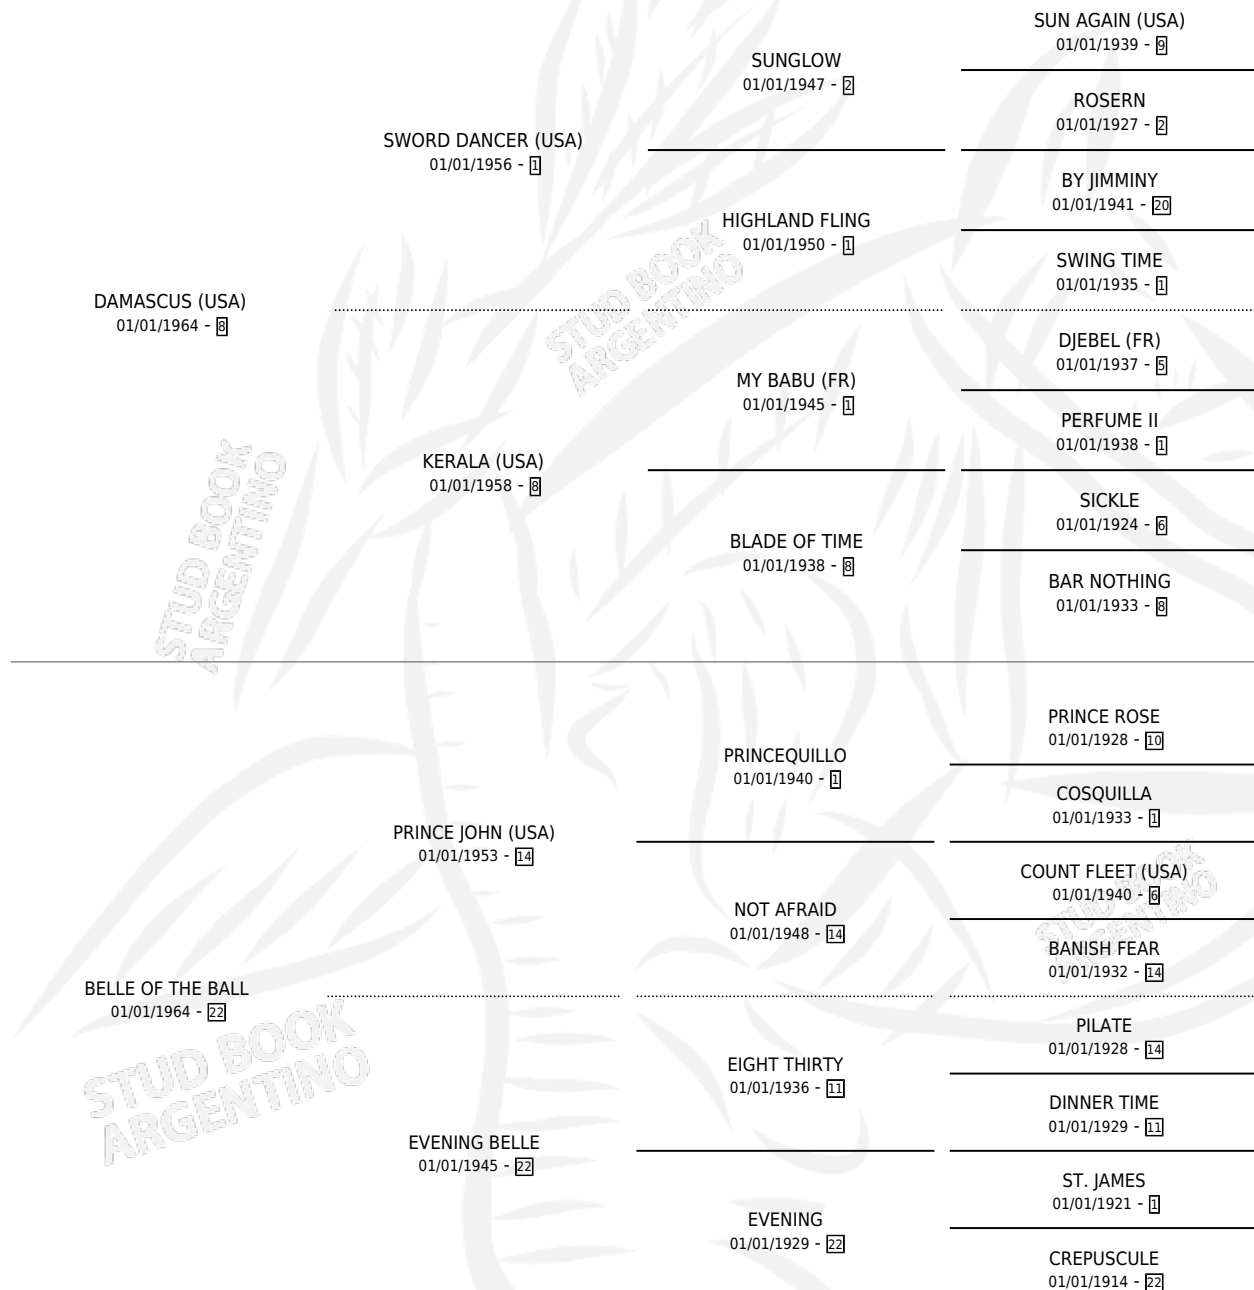 SUN AGAIN (USA)
01/01/1939 - 9
SUNGLOW
01/01/1947 - 2
ROSERN
01/01/1927 - 2
SWORD DANCER (USA)
01/01/1956 - 1
BY JIMMINY
01/01/1941 - 20
HIGHLAND FLING
01/01/1950 - 1
SWING TIME
01/01/1935 - 1
DAMASCUS (USA)
01/01/1964 - 8
DJEBEL (FR)
01/01/1937 - 5
MY BABU (FR)
01/01/1945 - 1
PERFUME II
01/01/1938 - 1
KERALA (USA)
01/01/1958 - 8
SICKLE
01/01/1924 - 6
BLADE OF TIME
01/01/1938 - 8
BAR NOTHING
01/01/1933 - 8
PRINCE ROSE
01/01/1928 - 10
PRINCEQUILLO
01/01/1940 - 1
COSQUILLA
01/01/1933 - 1
PRINCE JOHN (USA)
01/01/1953 - 14
COUNT FLEET (USA)
01/01/1940 - 6
NOT AFRAID
01/01/1948 - 14
BANISH FEAR
01/01/1932 - 14
BELLE OF THE BALL
01/01/1964 - 22
PILATE
01/01/1928 - 14
EIGHT THIRTY
01/01/1936 - 11
DINNER TIME
01/01/1929 - 11
EVENING BELLE
01/01/1945 - 22
ST. JAMES
01/01/1921 - 1
EVENING
01/01/1929 - 22
CREPUSCULE
01/01/1914 - 22
STUD BOOK
ARGENTINO
STUD BOOK
ARGENTINO
STUD BOOK
ARGENTINO
STUD BOOK
ARGENTINO